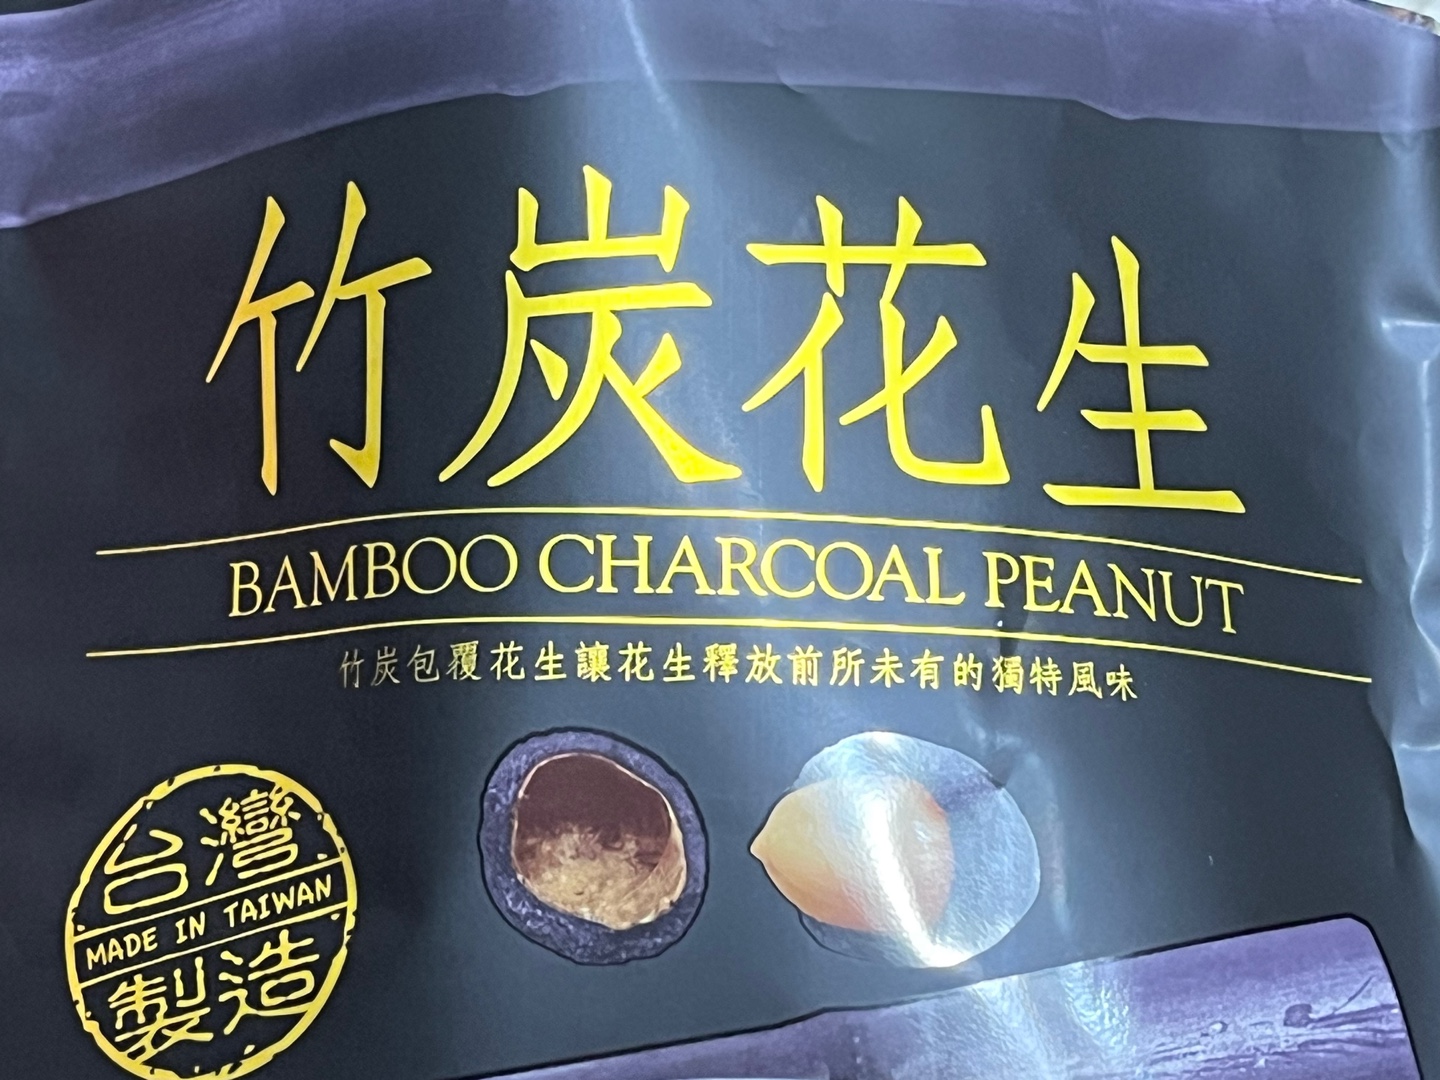 竹炭花生
BAMBOO CHARCOAL PEANUT
竹炭包覆花生讓花生釋放前所未有的獨特風味
台灣
MADE IN TAIWAN
製造